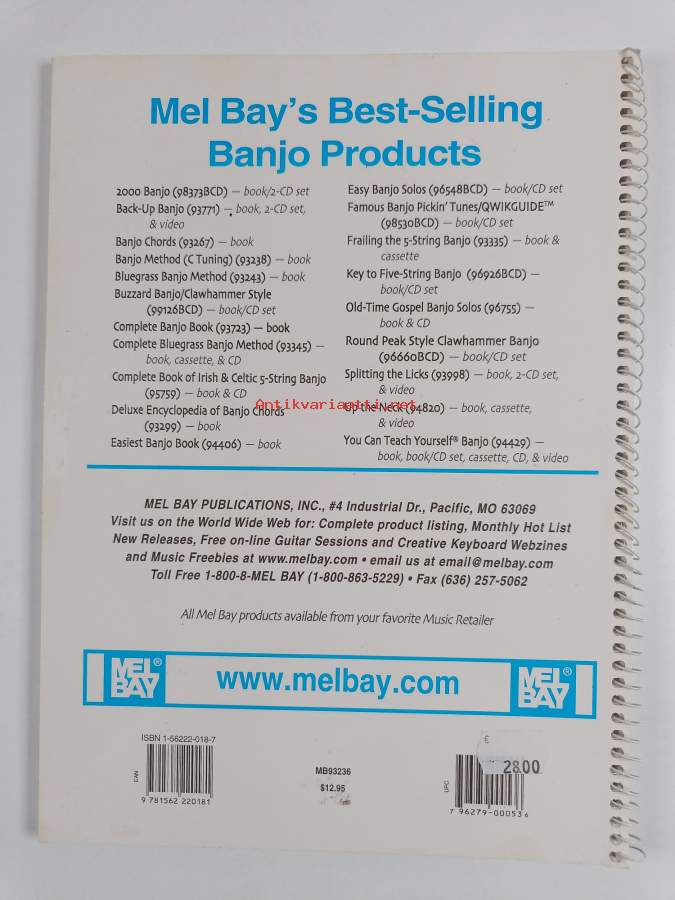 Mel Bay's Best-Selling
Banjo Products
2000 Banjo (98373BCD) — book/2-CD set
Back-Up Banjo (93771) — book, 2-CD set,
& video
Banjo Chords (93267) — book
Banjo Method (C Tuning) (93238) — book
Bluegrass Banjo Method (93243) — book
Buzzard Banjo/Clawhammer Style
(99126BCD) — book/CD set
Complete Banjo Book (93723) — book
Complete Bluegrass Banjo Method (93345) —
book, cassette, & CD
Complete Book of Irish & Celtic 5-String Banjo
(95759) — book & CD
Deluxe Encyclopedia of Banjo Chords
(93299) — book
Easiest Banjo Book (94406) — book
Easy Banjo Solos (96548BCD) — book/CD set
Famous Banjo Pickin' Tunes/QWIKGUIDE™
(98530BCD) — book/CD set
Frailing the 5-String Banjo (93335) — book &
cassette
Key to Five-String Banjo (96926BCD) —
book/CD set
Old-Time Gospel Banjo Solos (96755) —
book & CD
Round Peak Style Clawhammer Banjo
(96660BCD) — book/CD set
Splitting the Licks (93998) — book, 2-CD set,
& video
Up the Neck (94820) — book, cassette,
& video
You Can Teach Yourself® Banjo (94429) —
book, book/CD set, cassette, CD, & video
Antikvariaatti.net
MEL BAY PUBLICATIONS, INC., #4 Industrial Dr., Pacific, MO 63069
Visit us on the World Wide Web for: Complete product listing, Monthly Hot List
New Releases, Free on-line Guitar Sessions and Creative Keyboard Webzines
and Music Freebies at www.melbay.com • email us at email@melbay.com
Toll Free 1-800-8-MEL BAY (1-800-863-5229) • Fax (636) 257-5062
All Mel Bay products available from your favorite Music Retailer
MEL BAY®
www.melbay.com
MEL BAY®
ISBN 1-56222-018-7
EAN
9 781562 220181
MB93236
$12.95
€
2800
UPC
7 96279 00053 6